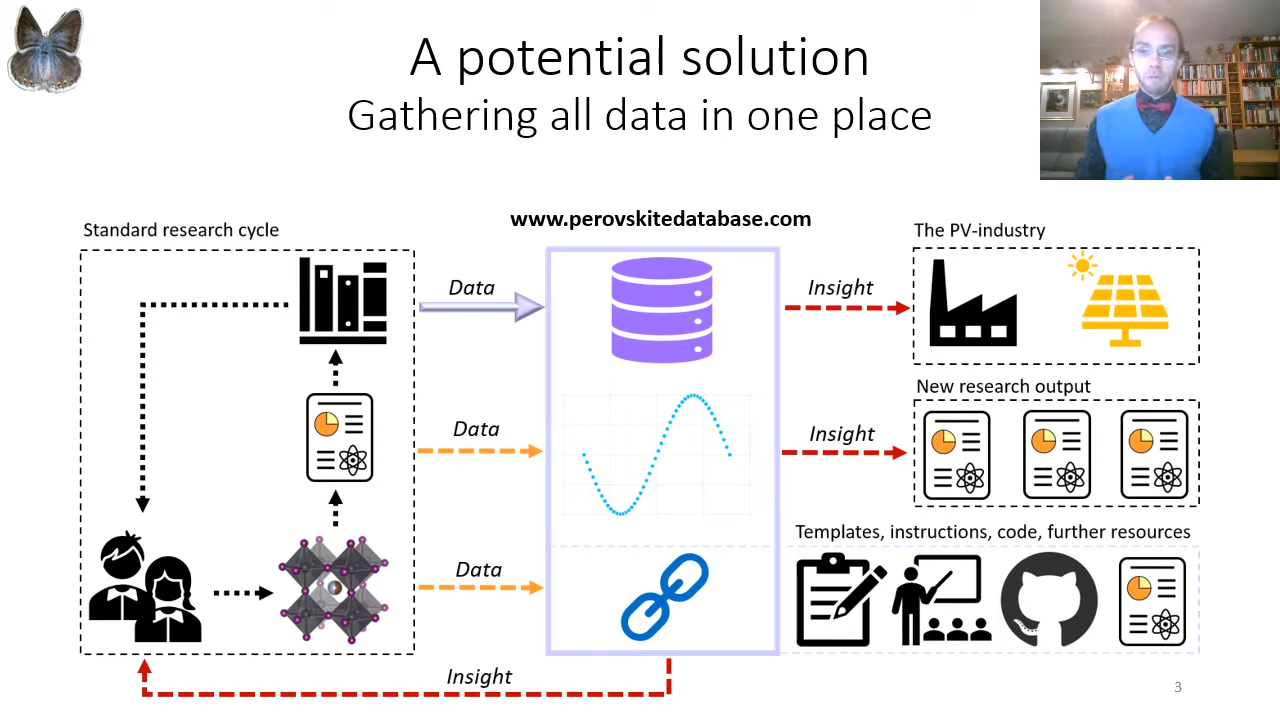 A potential solution
Gathering all data in one place
www.perovskitedatabase.com
Standard research cycle
The PV-industry
Data
Insight
New research output
Data
Insight
Templates, instructions, code, further resources
Data
Insight
3